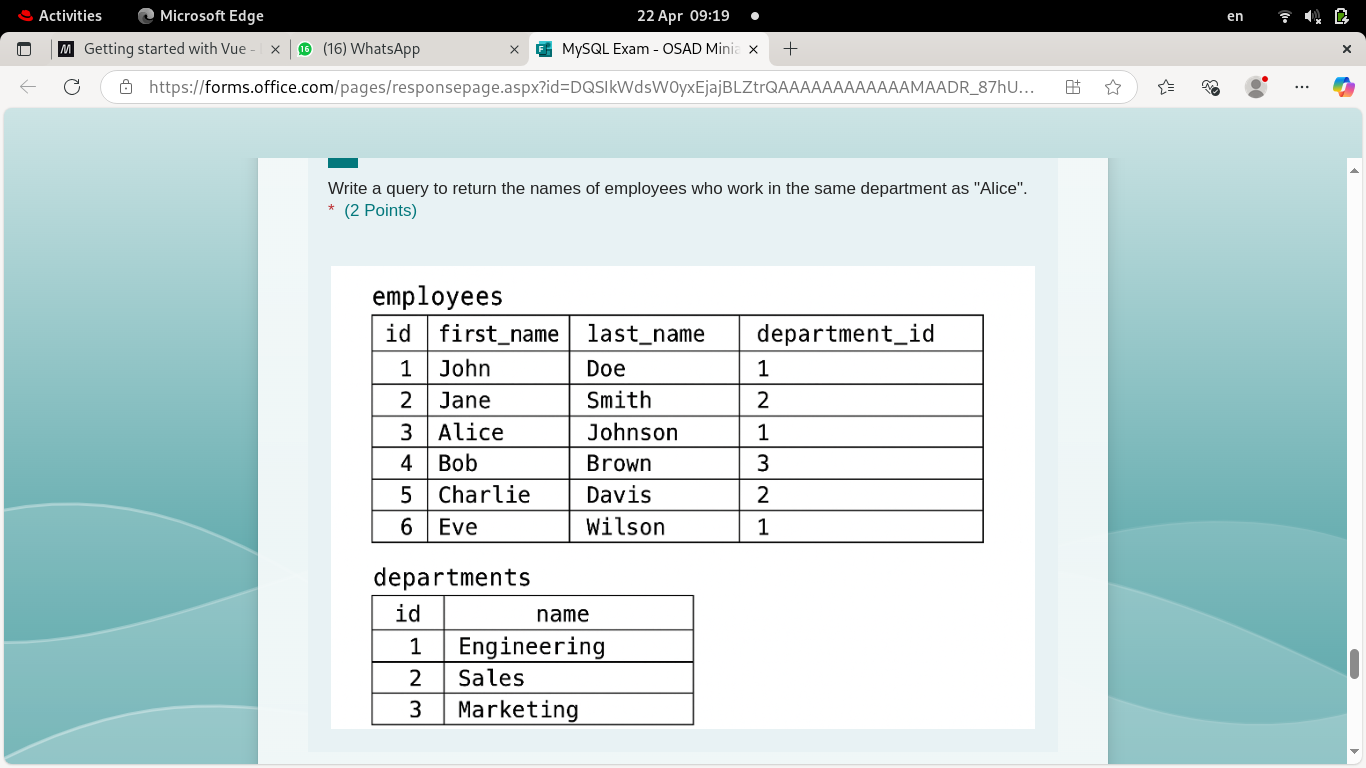 Activities Microsoft Edge 22 Apr 09:19 en
Getting started with Vue - (16) WhatsApp MySQL Exam - OSAD Minia
https://forms.office.com/pages/responsepage.aspx?id=DQSIkWdsW0yxEjajBLZtrQAAAAAAAAAAAAMAADR_87hU...
Write a query to return the names of employees who work in the same department as "Alice".
* (2 Points)
employees
id first_name last_name department_id
1 John Doe 1
2 Jane Smith 2
3 Alice Johnson 1
4 Bob Brown 3
5 Charlie Davis 2
6 Eve Wilson 1
departments
id name
1 Engineering
2 Sales
3 Marketing